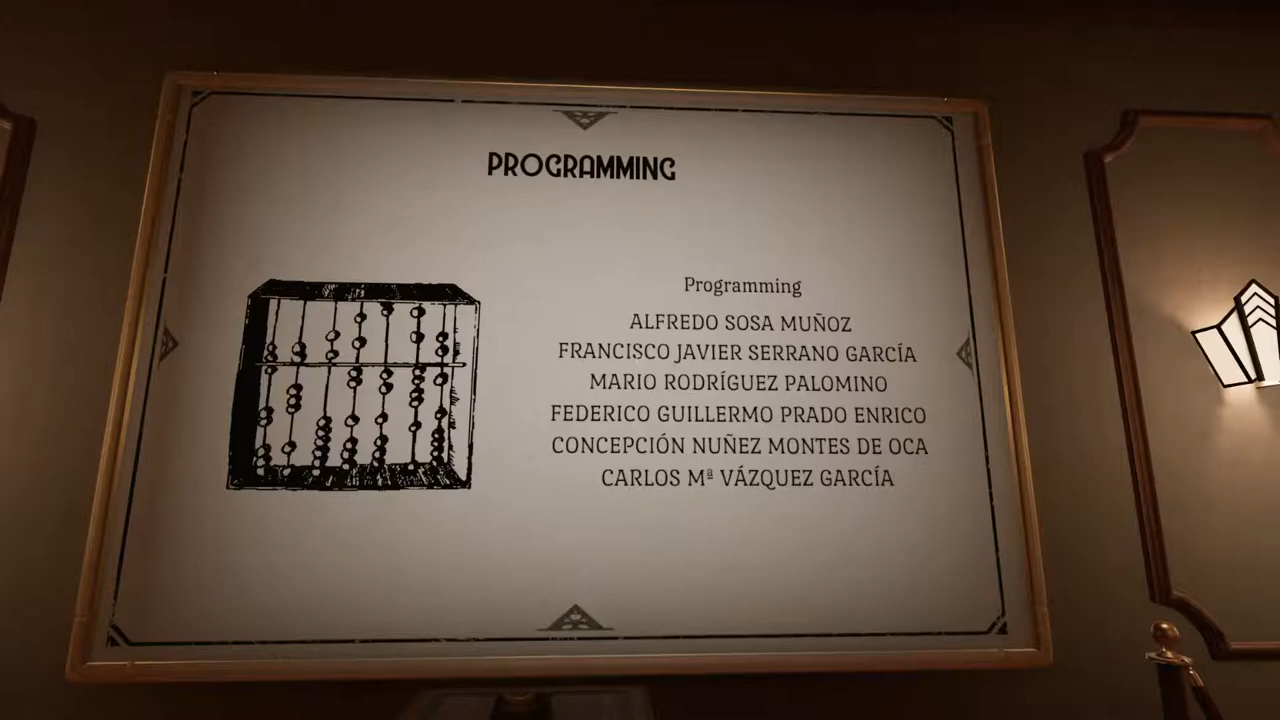 PROGRAMMING
Programming
ALFREDO SOSA MUÑOZ
FRANCISCO JAVIER SERRANO GARCÍA
MARIO RODRÍGUEZ PALOMINO
FEDERICO GUILLERMO PRADO ENRICO
CONCEPCIÓN NUÑEZ MONTES DE OCA
CARLOS Mª VÁZQUEZ GARCÍA